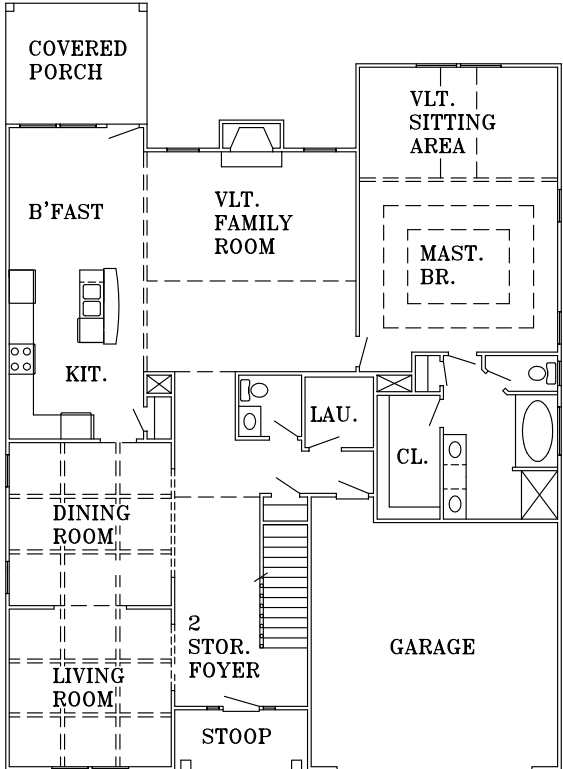 COVERED
PORCH
VLT.
SITTING
AREA
B'FAST
VLT.
FAMILY
ROOM
MAST.
BR.
KIT.
LAU.
CL.
DINING
ROOM
2
STOR.
FOYER
GARAGE
LIVING
ROOM
STOOP